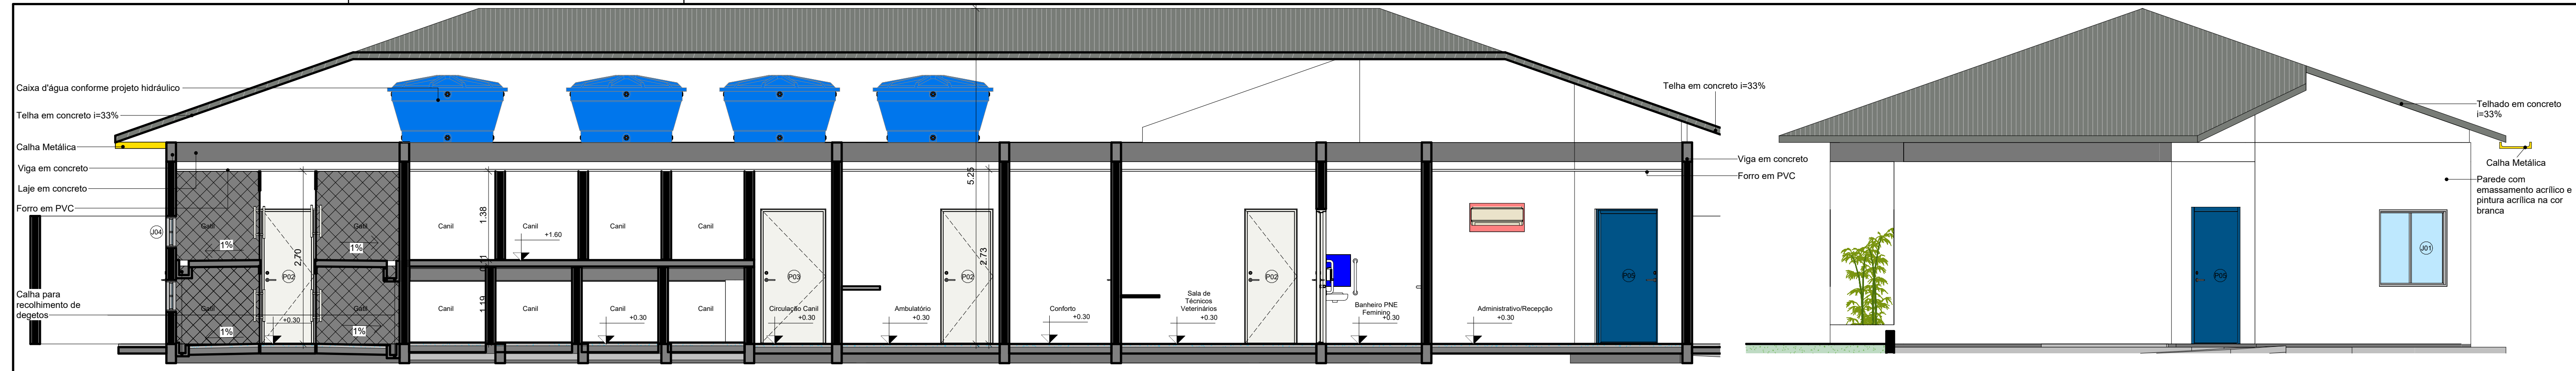 Caixa d'água conforme projeto hidráulico
Telha em concreto i=33%
Calha Metálica
Viga em concreto
Laje em concreto
Forro em PVC
Calha para
recolhimento de
degetos
J04
Gatil
1%
Gatil
1%
Gatil
1%
Gatil
1%
P02
2.70
+0.30
Canil
Canil
Canil
Canil
1.38
+1.60
0.11
1.19
Canil
Canil
Canil
Canil
+0.30
P03
Circulação Canil
+0.30
Ambulatório
+0.30
P02
5.25
2.73
Conforto
+0.30
Sala de
Técnicos
Veterinários
+0.30
P02
Banheiro PNE
Feminino
+0.30
Administrativo/Recepção
+0.30
P05
Telha em concreto i=33%
Viga em concreto
Forro em PVC
P05
J01
Telhado em concreto
i=33%
Calha Metálica
Parede com
emassamento acrílico e
pintura acrílica na cor
branca